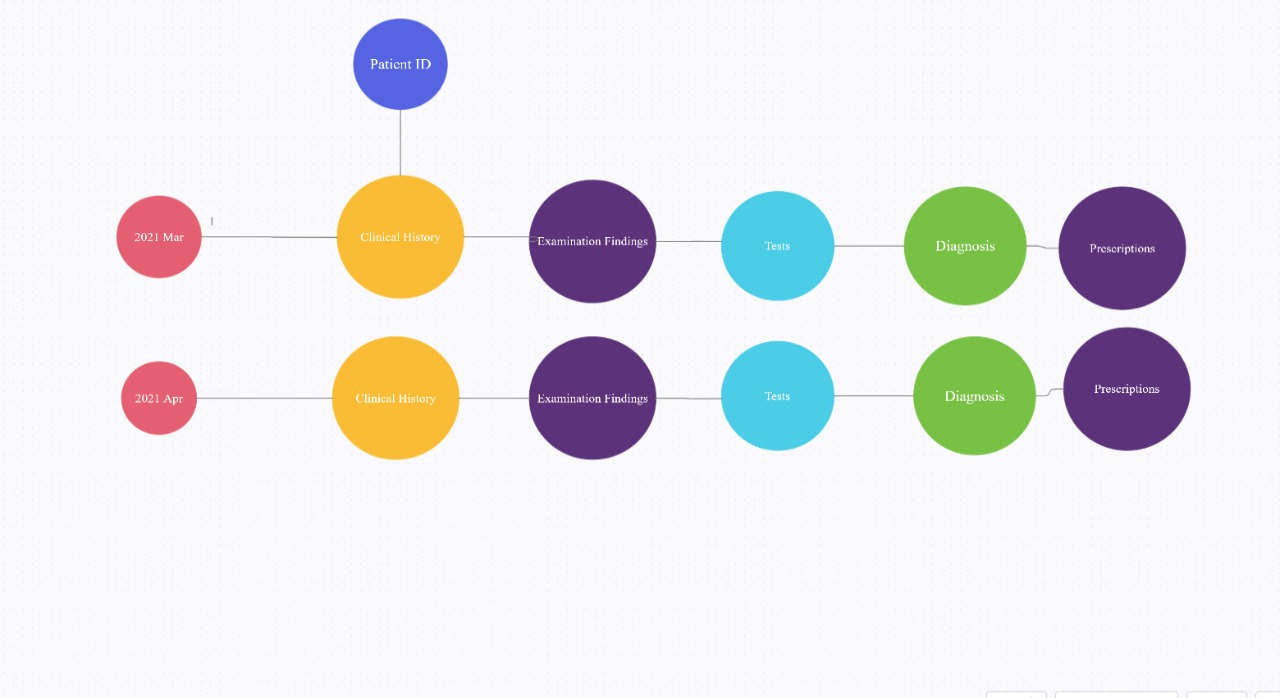 Patient ID
2021 Mar
Clinical History
Examination Findings
Tests
Diagnosis
Prescriptions
2021 Apr
Clinical History
Examination Findings
Tests
Diagnosis
Prescriptions